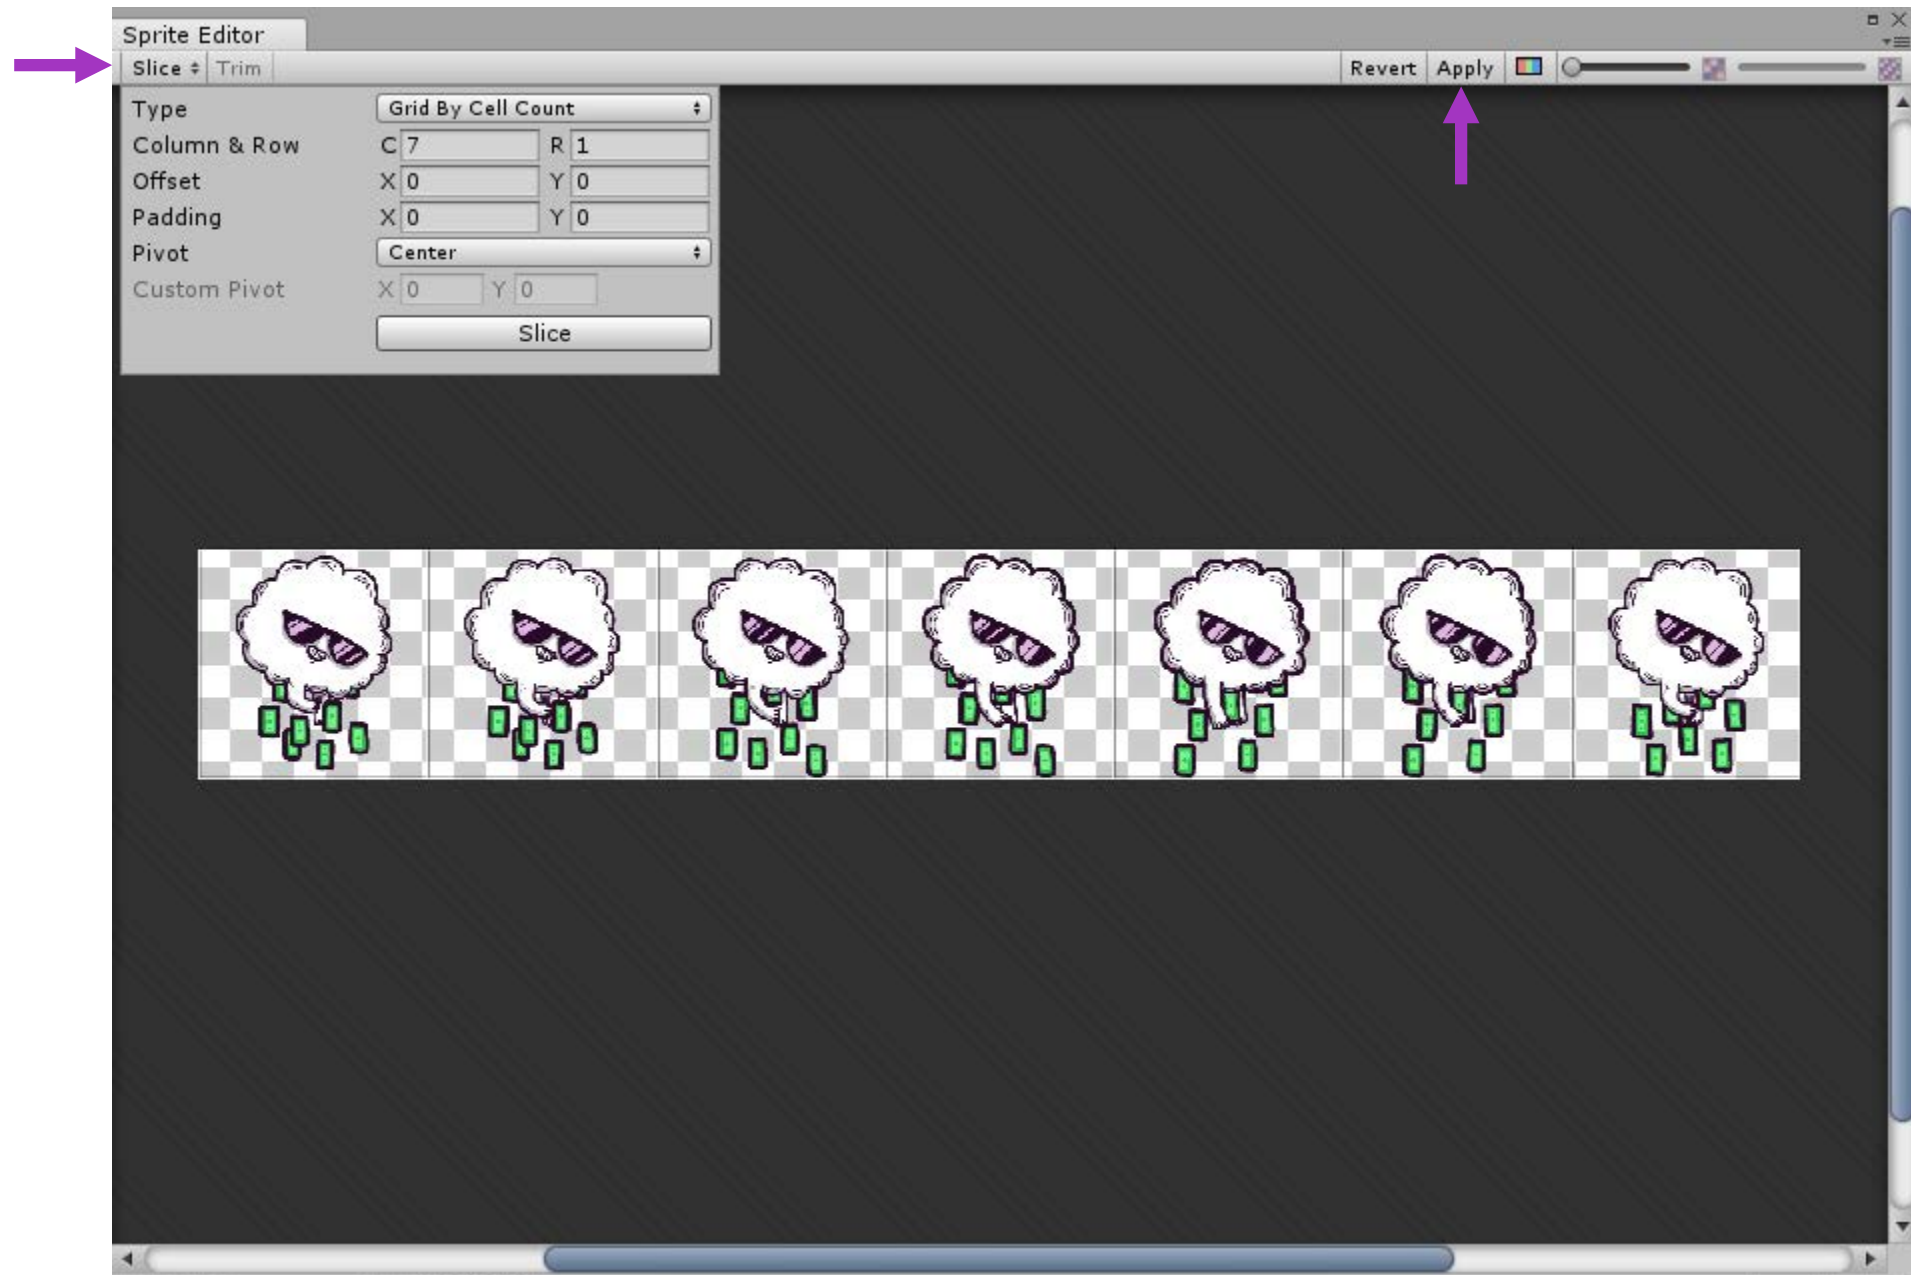 Sprite Editor
Slice Trim Revert Apply
Type Grid By Cell Count
Column & Row C 7 R 1
Offset X 0 Y 0
Padding X 0 Y 0
Pivot Center
Custom Pivot X 0 Y 0
Slice